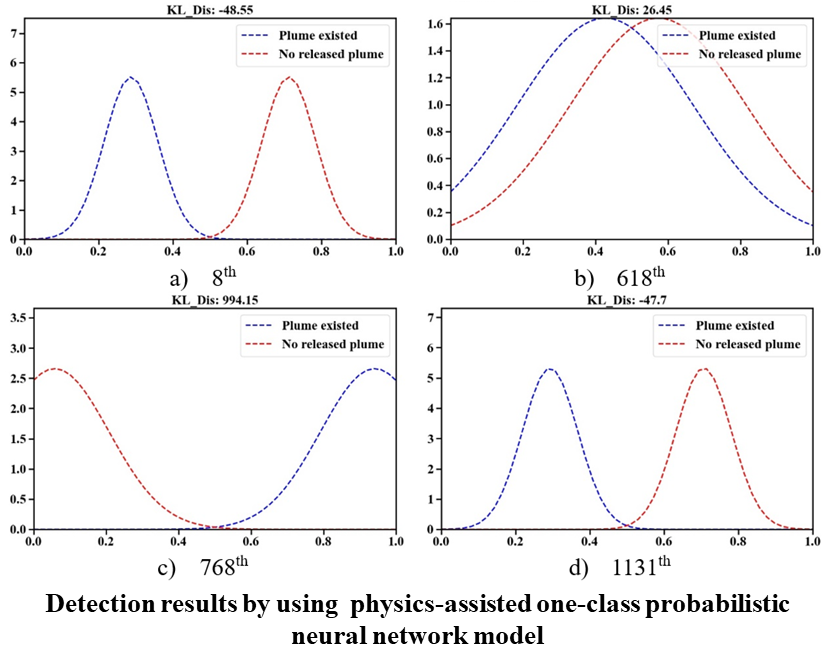 KL_Dis: -48.55
Plume existed
No released plume
7
6
5
4
3
2
1
0
0.0 0.2 0.4 0.6 0.8 1.0
a) 8th
KL_Dis: 26.45
Plume existed
No released plume
1.6
1.4
1.2
1.0
0.8
0.6
0.4
0.2
0.0
0.0 0.2 0.4 0.6 0.8 1.0
b) 618th
KL_Dis: 994.15
Plume existed
No released plume
3.5
3.0
2.5
2.0
1.5
1.0
0.5
0.0
0.0 0.2 0.4 0.6 0.8 1.0
c) 768th
KL_Dis: -47.7
Plume existed
No released plume
7
6
5
4
3
2
1
0
0.0 0.2 0.4 0.6 0.8 1.0
d) 1131th
Detection results by using physics-assisted one-class probabilistic
neural network model